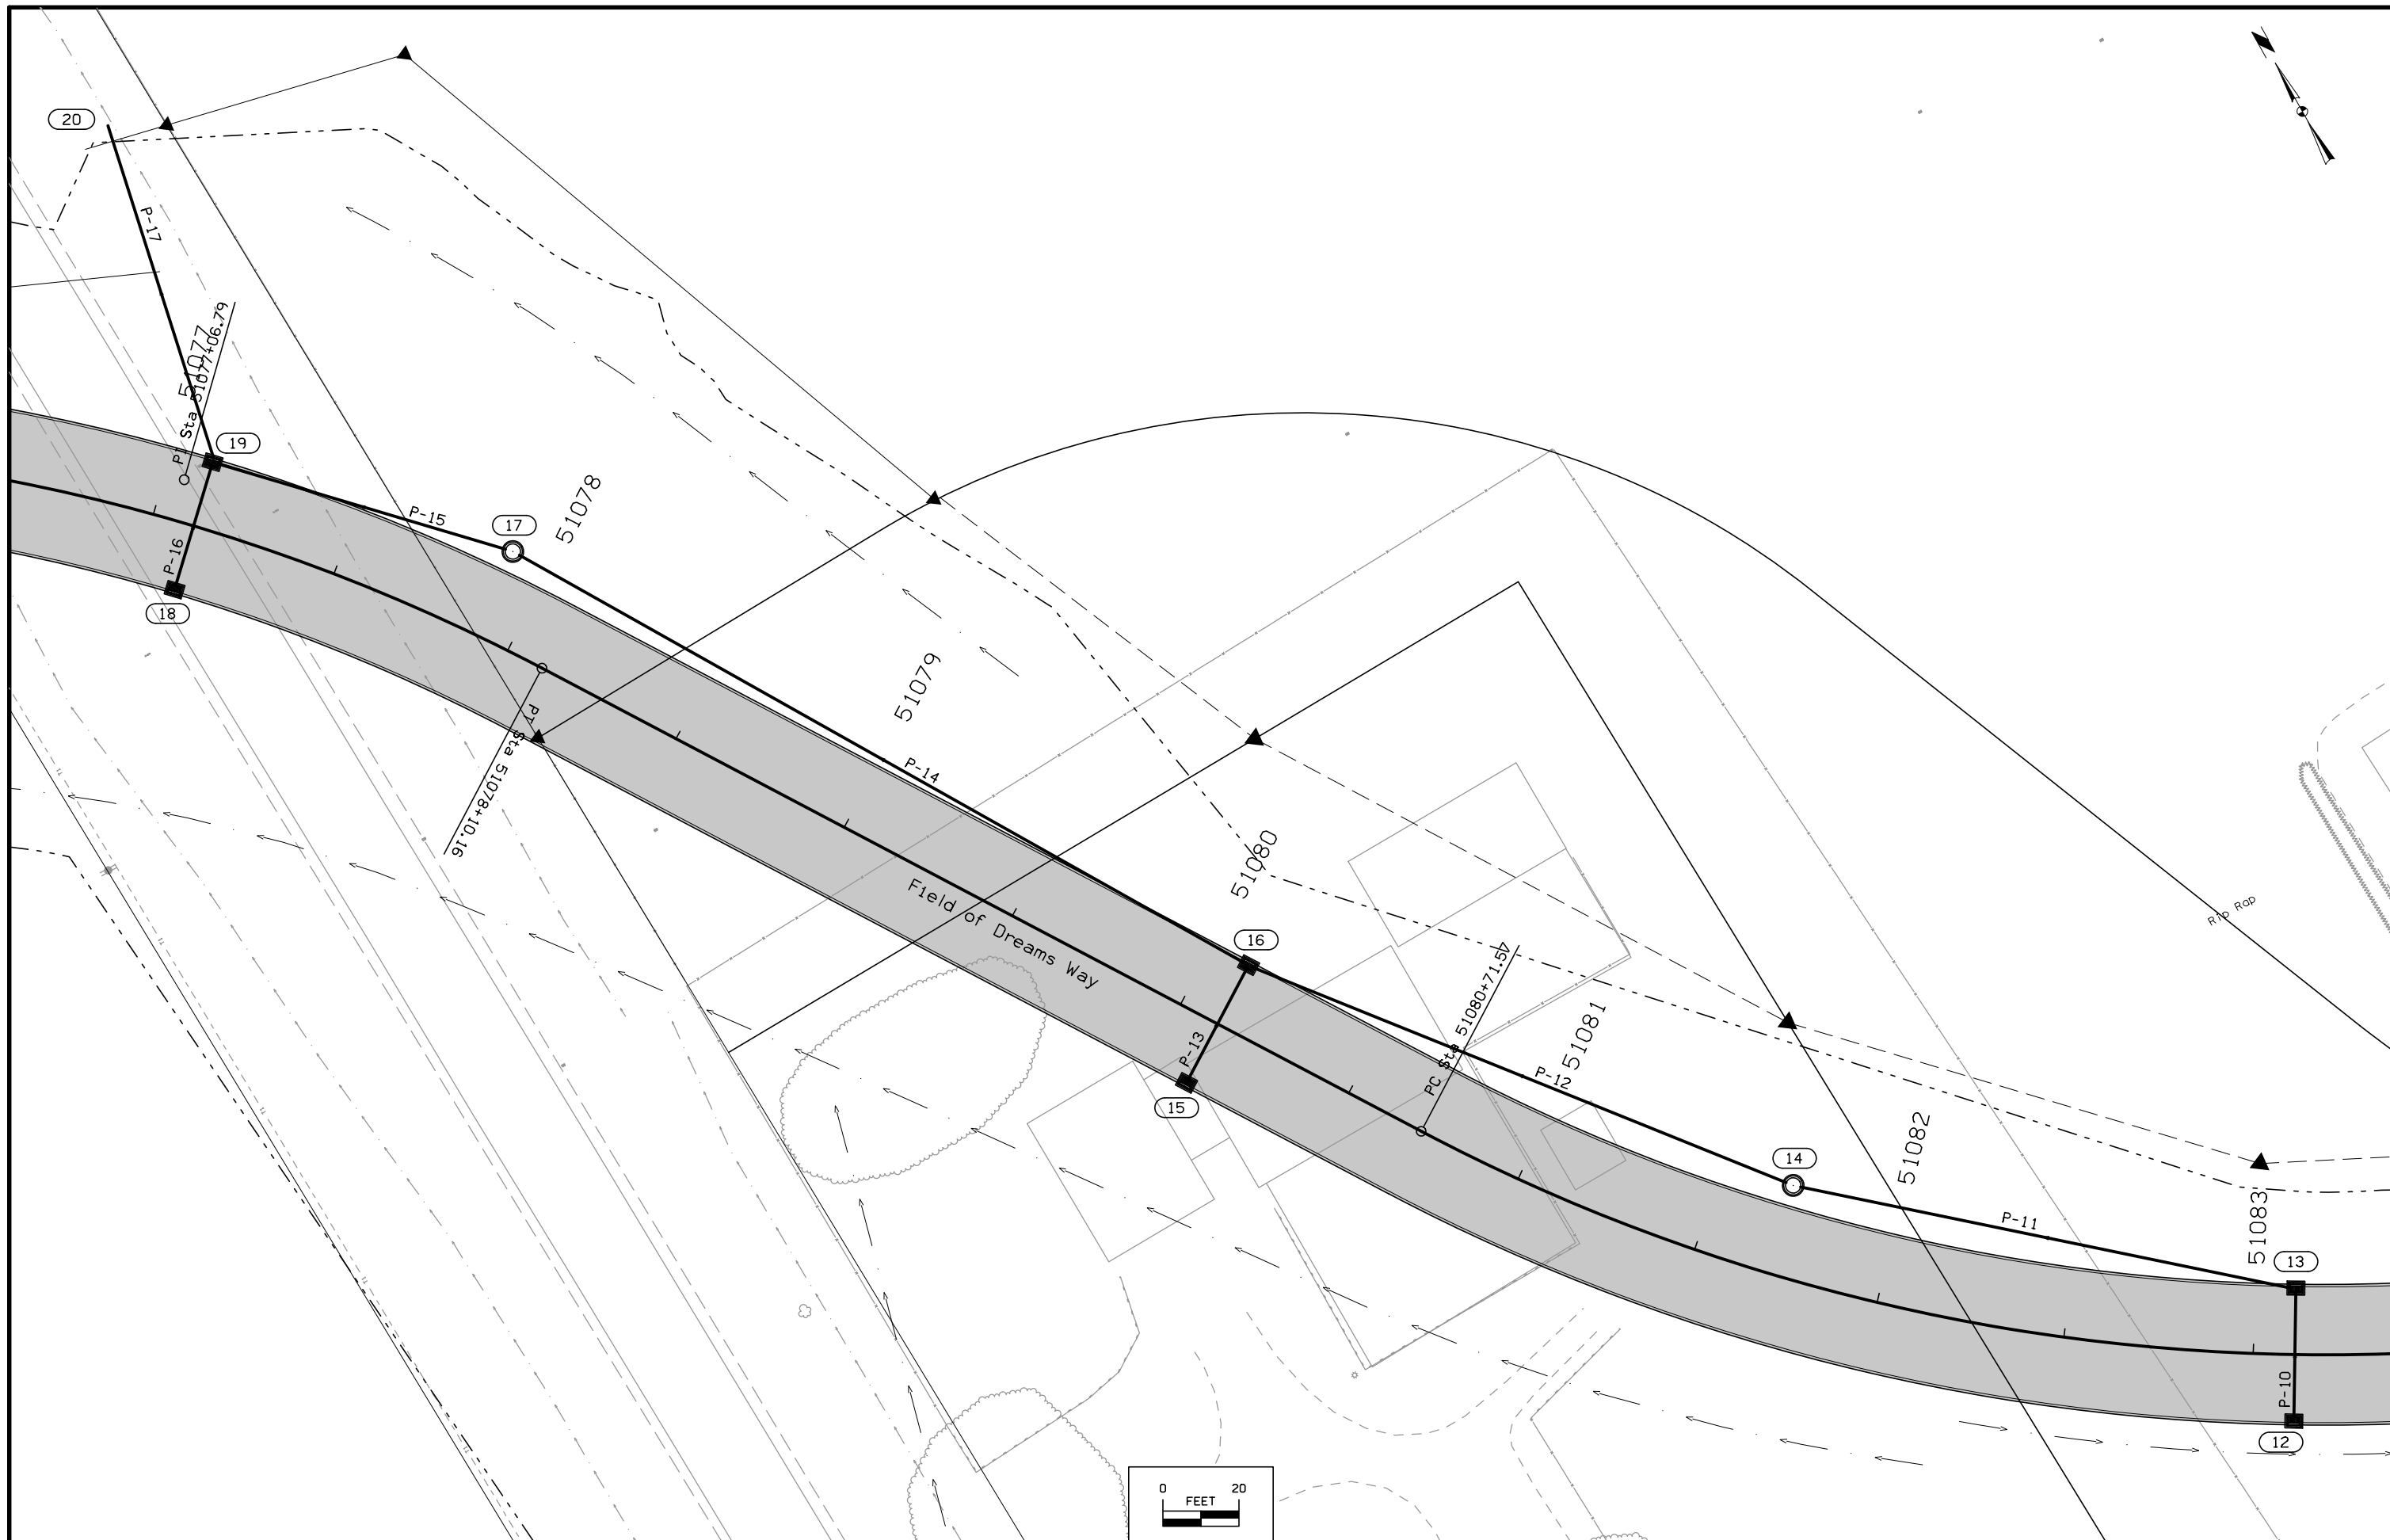 20
P-17
51077
PI Sta 51077+06.79
19
P-15
17
51078
P-16
18
PT Sta 51078+10.16
51079
P-14
Field of Dreams Way
51080
16
P-13
15
PC Sta 51080+71.57
51081
P-12
14
51082
P-11
51083
13
P-10
12
Rip Rap
0 20
FEET